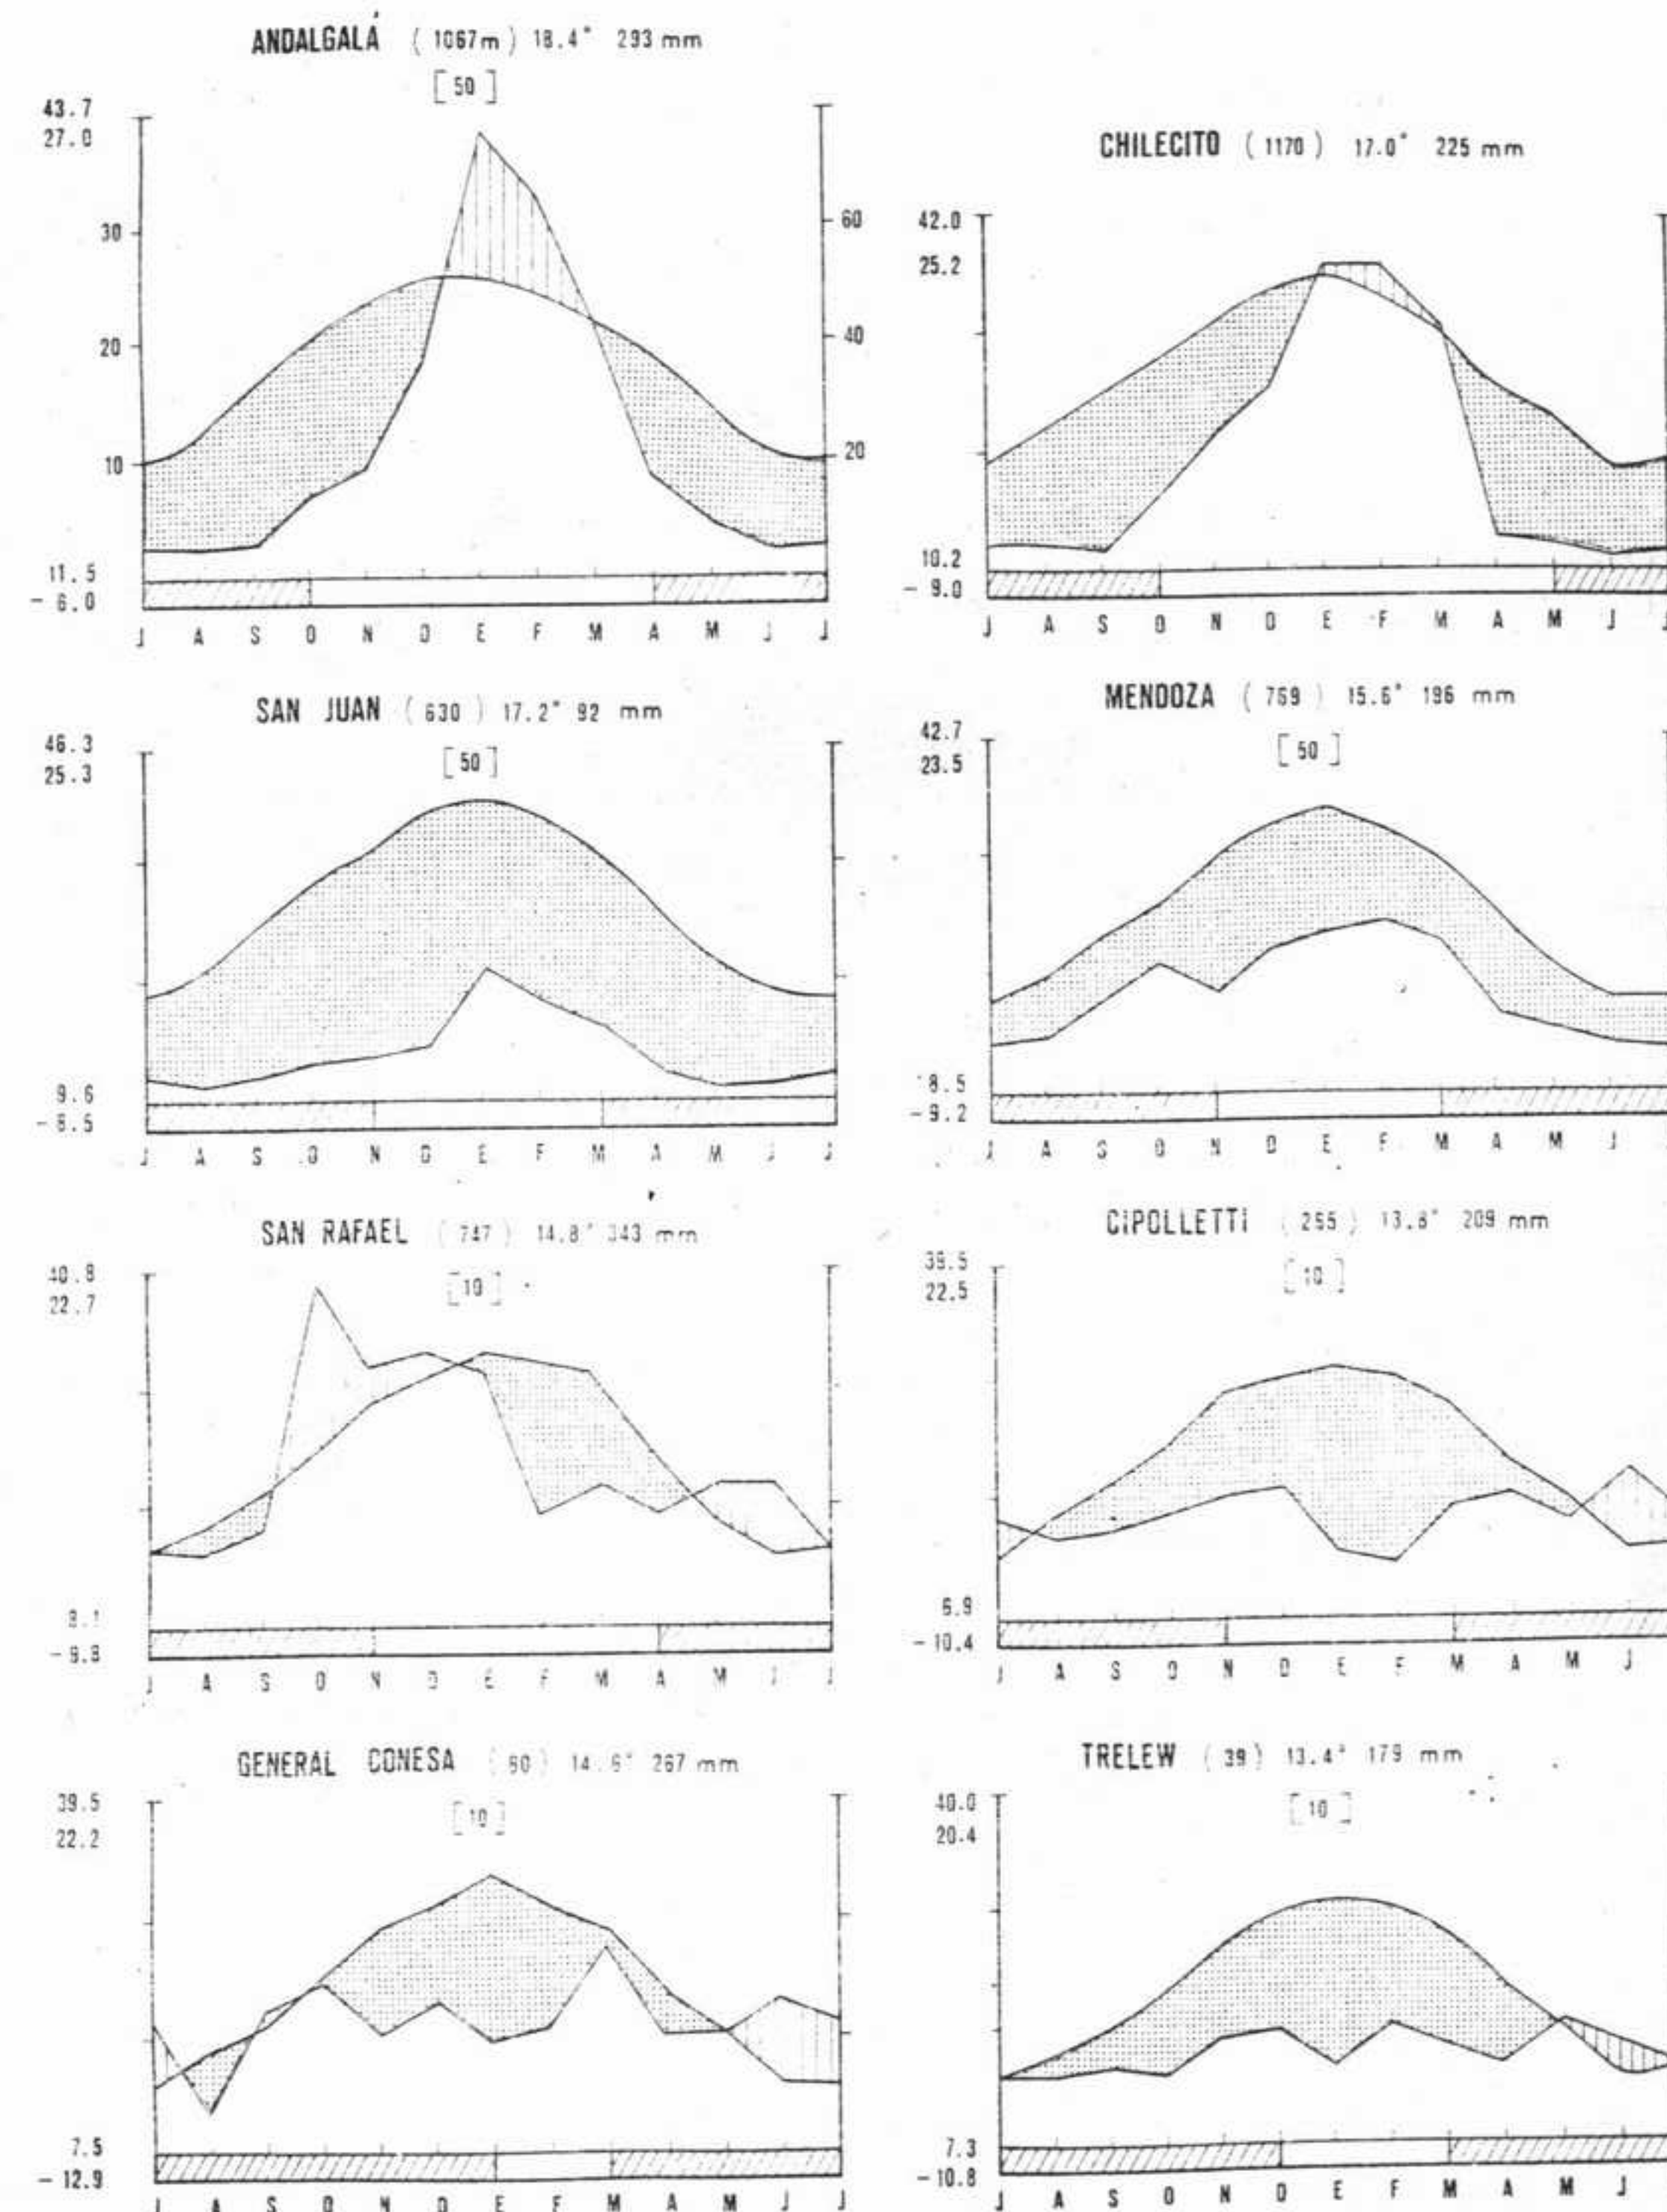 ANDALGALÁ (1067m) 18.4° 293 mm
[50]
43.7
27.0
30
20
10
60
40
20
11.5
-6.0
J A S O N D E F M A M J J
CHILECITO (1170) 17.0° 225 mm
42.0
25.2
10.2
-9.0
J A S O N D E F M A M J J
SAN JUAN (630) 17.2° 92 mm
[50]
46.3
25.3
9.6
J A S O N D E F M A M J J
MENDOZA (769) 15.6° 196 mm
[50]
42.7
23.5
8.5
-9.2
J A S O N D E F M A M J
SAN RAFAEL (747) 14.8° 343 mm
[10]
40.8
22.7
8.1
-9.8
J A S O N D E F M A M J J
CIPOLLETTI (255) 13.8° 209 mm
[10]
39.5
22.5
6.9
-10.4
J A S O N D E F M A M J
GENERAL CONESA (60) 14.6° 267 mm
[10]
39.5
22.2
7.5
-12.9
J A S O N D E F M A M J J
TRELEW (39) 13.4° 179 mm
[10]
40.0
20.4
7.3
-10.8
J A S O N D E F M A M J